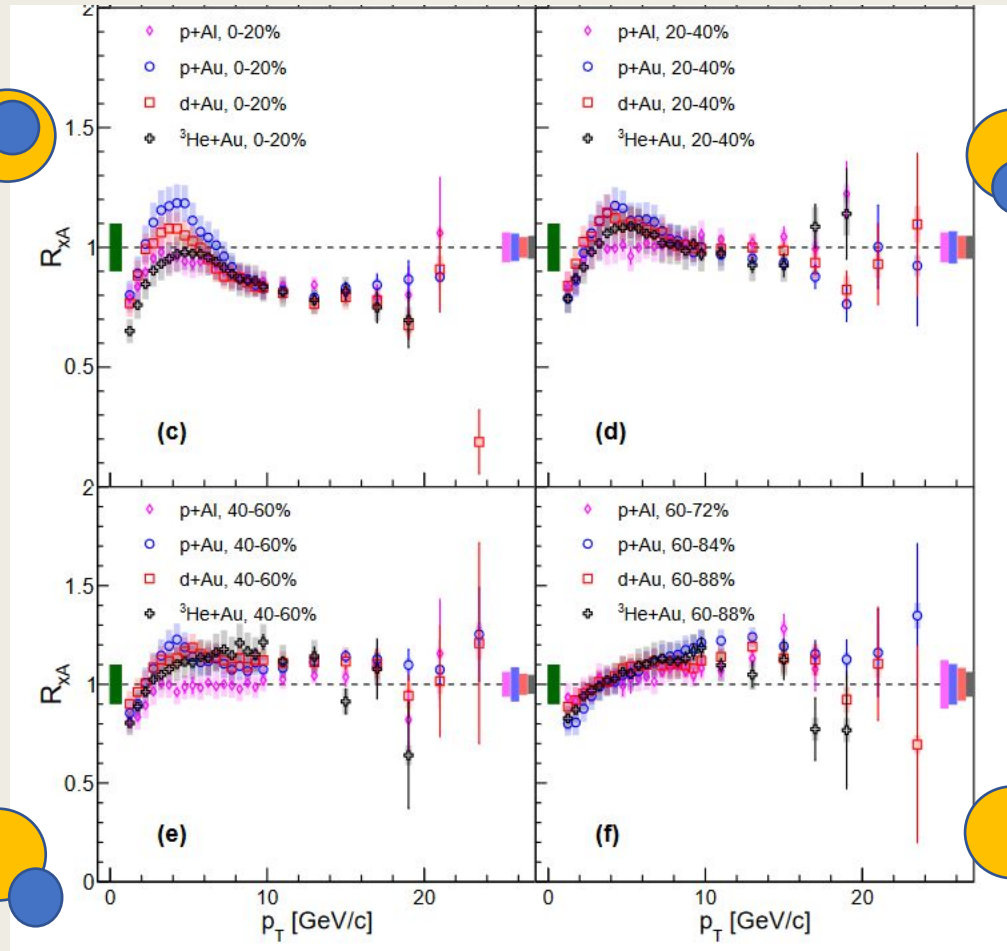 2
p+Al, 0-20%
p+Au, 0-20%
d+Au, 0-20%
³He+Au, 0-20%
1.5
1
0.5
R_xA
(c)
p+Al, 20-40%
p+Au, 20-40%
d+Au, 20-40%
³He+Au, 20-40%
(d)
2
p+Al, 40-60%
p+Au, 40-60%
d+Au, 40-60%
³He+Au, 40-60%
1.5
1
0.5
0
R_xA
(e)
0 10 20
p_T [GeV/c]
p+Al, 60-72%
p+Au, 60-84%
d+Au, 60-88%
³He+Au, 60-88%
(f)
0 10 20
p_T [GeV/c]